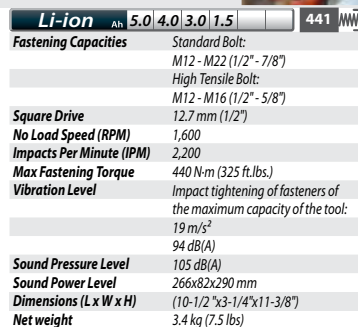 Li-ion Ah 5.0 4.0 3.0 1.5 441
Fastening Capacities Standard Bolt:
M12 - M22 (1/2" - 7/8")
High Tensile Bolt:
M12 - M16 (1/2" - 5/8")
Square Drive 12.7 mm (1/2")
No Load Speed (RPM) 1,600
Impacts Per Minute (IPM) 2,200
Max Fastening Torque 440 N·m (325 ft.lbs.)
Vibration Level Impact tightening of fasteners of
the maximum capacity of the tool:
19 m/s²
94 dB(A)
Sound Pressure Level 105 dB(A)
Sound Power Level 266x82x290 mm
Dimensions (L x W x H) (10-1/2 "x3-1/4"x11-3/8")
Net weight 3.4 kg (7.5 lbs)